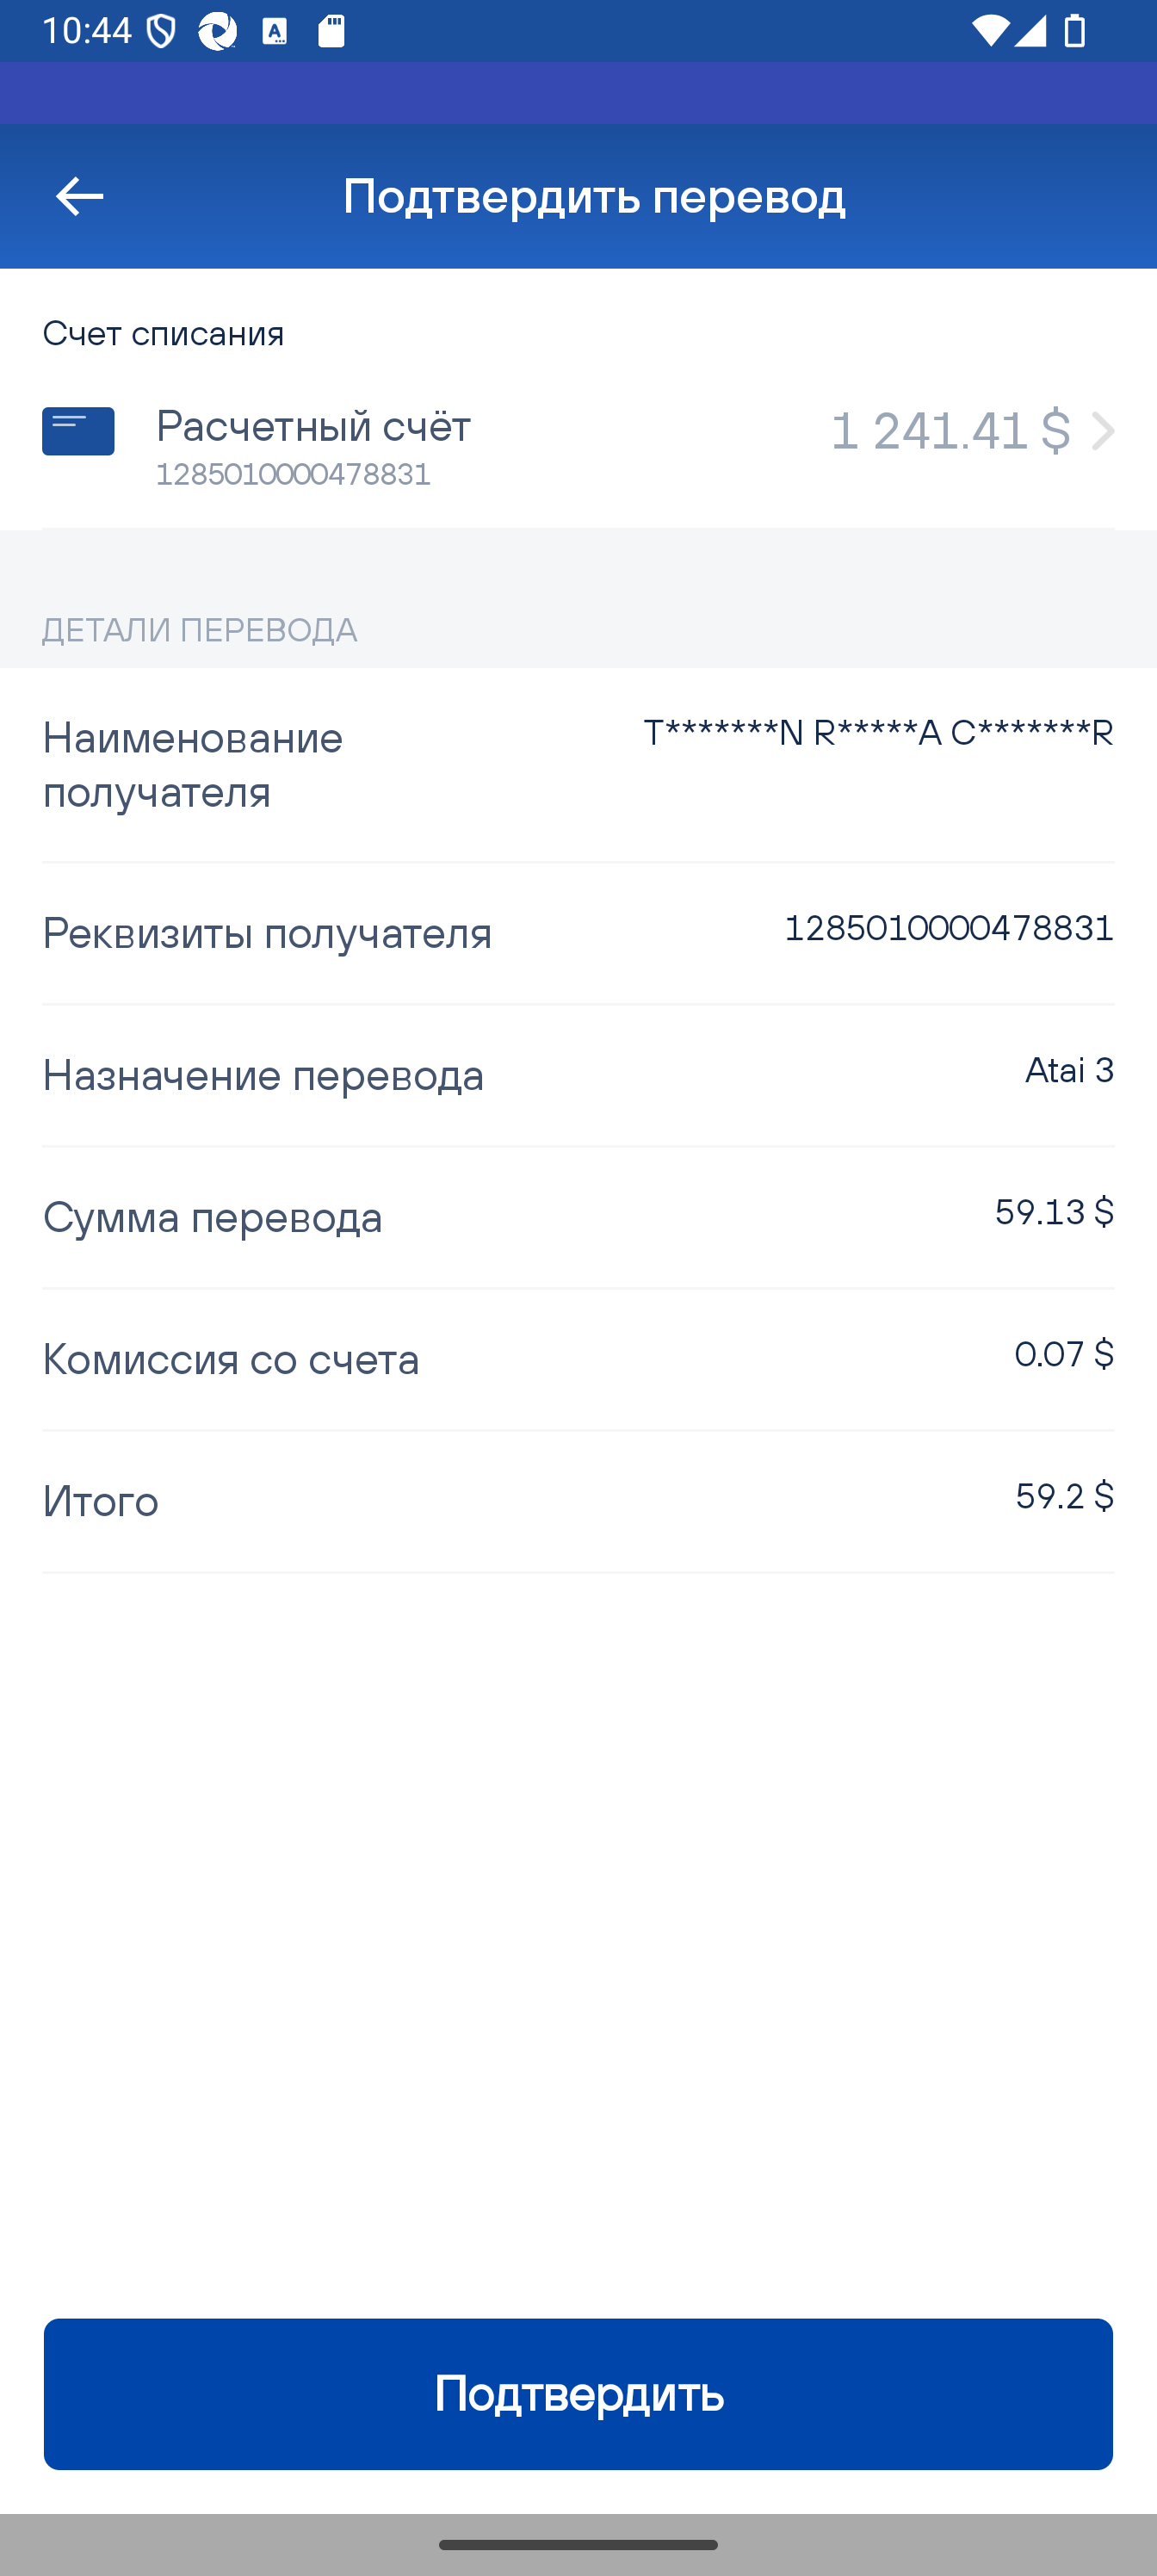 10:44
Подтвердить перевод
Счет списания
Расчетный счёт
1 241.41 $
1285010000478831
ДЕТАЛИ ПЕРЕВОДА
Наименование
получателя
T*******N R*****A C*******R
Реквизиты получателя
1285010000478831
Назначение перевода
Atai 3
Сумма перевода
59.13 $
Комиссия со счета
0.07 $
Итого
59.2 $
Подтвердить